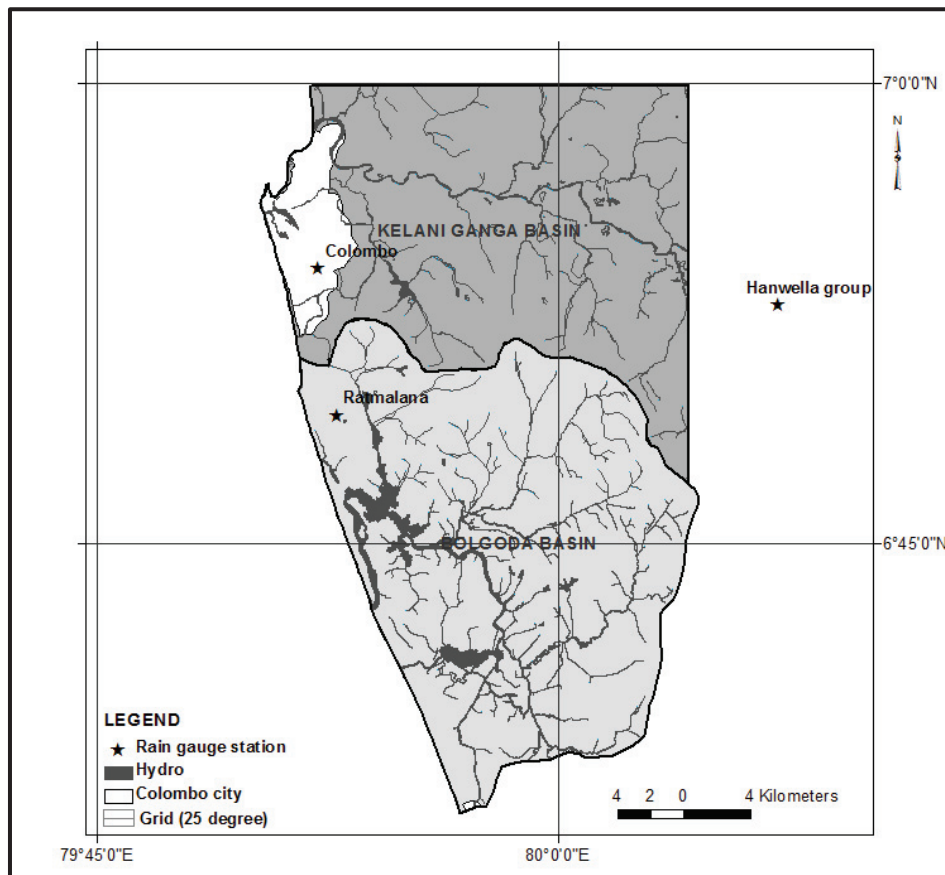 7°0'0"N
N
KELANI GANGA BASIN
Colombo
Hanwella group
Ratmalana
BOLGODA BASIN
6°45'0"N
LEGEND
Rain gauge station
Hydro
Colombo city
Grid (25 degree)
4 2 0 4 Kilometers
79°45'0"E
80°0'0"E